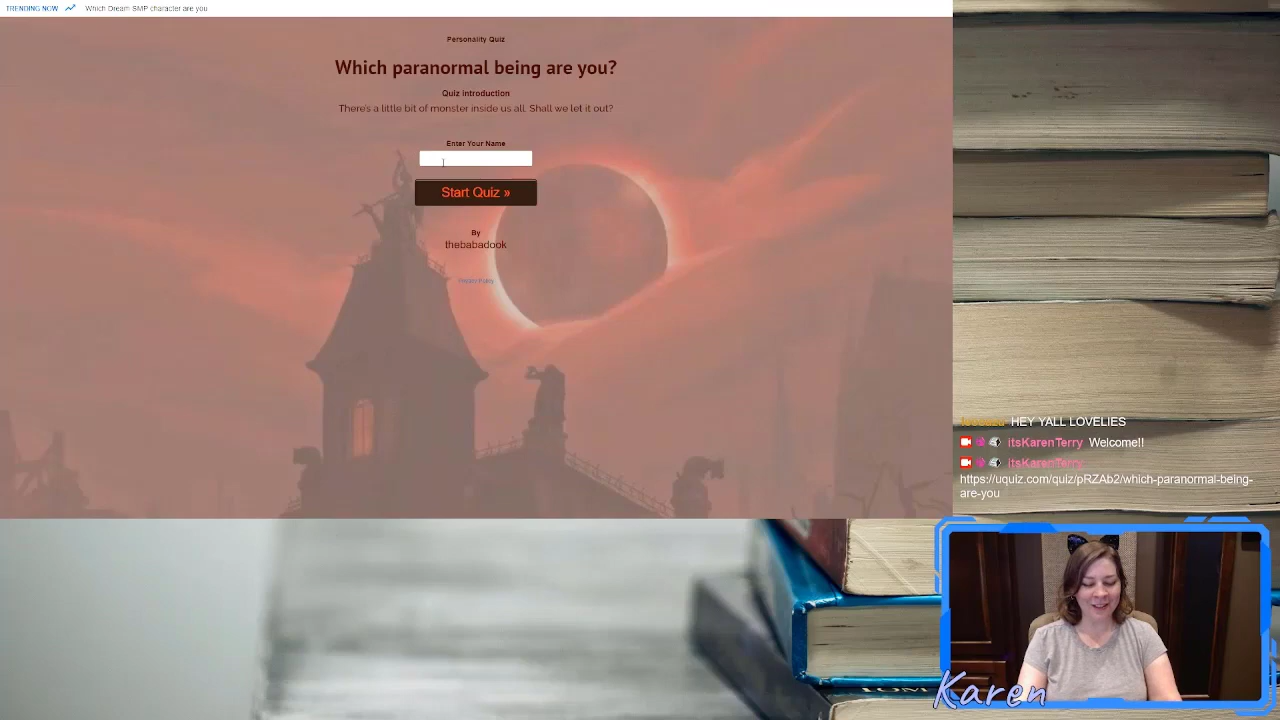 TRENDING NOW Which Dream SMP character are you
Personality Quiz
Which paranormal being are you?
Quiz introduction
There's a little bit of monster inside us all. Shall we let it out?
Enter Your Name
Start Quiz »
By
thebabadook
Privacy Policy
HEY YALL LOVELIES
itsKarenTerry Welcome!!
itsKarenTerry
https://uquiz.com/quiz/pRZAb2/which-paranormal-being-
are-you
Karen